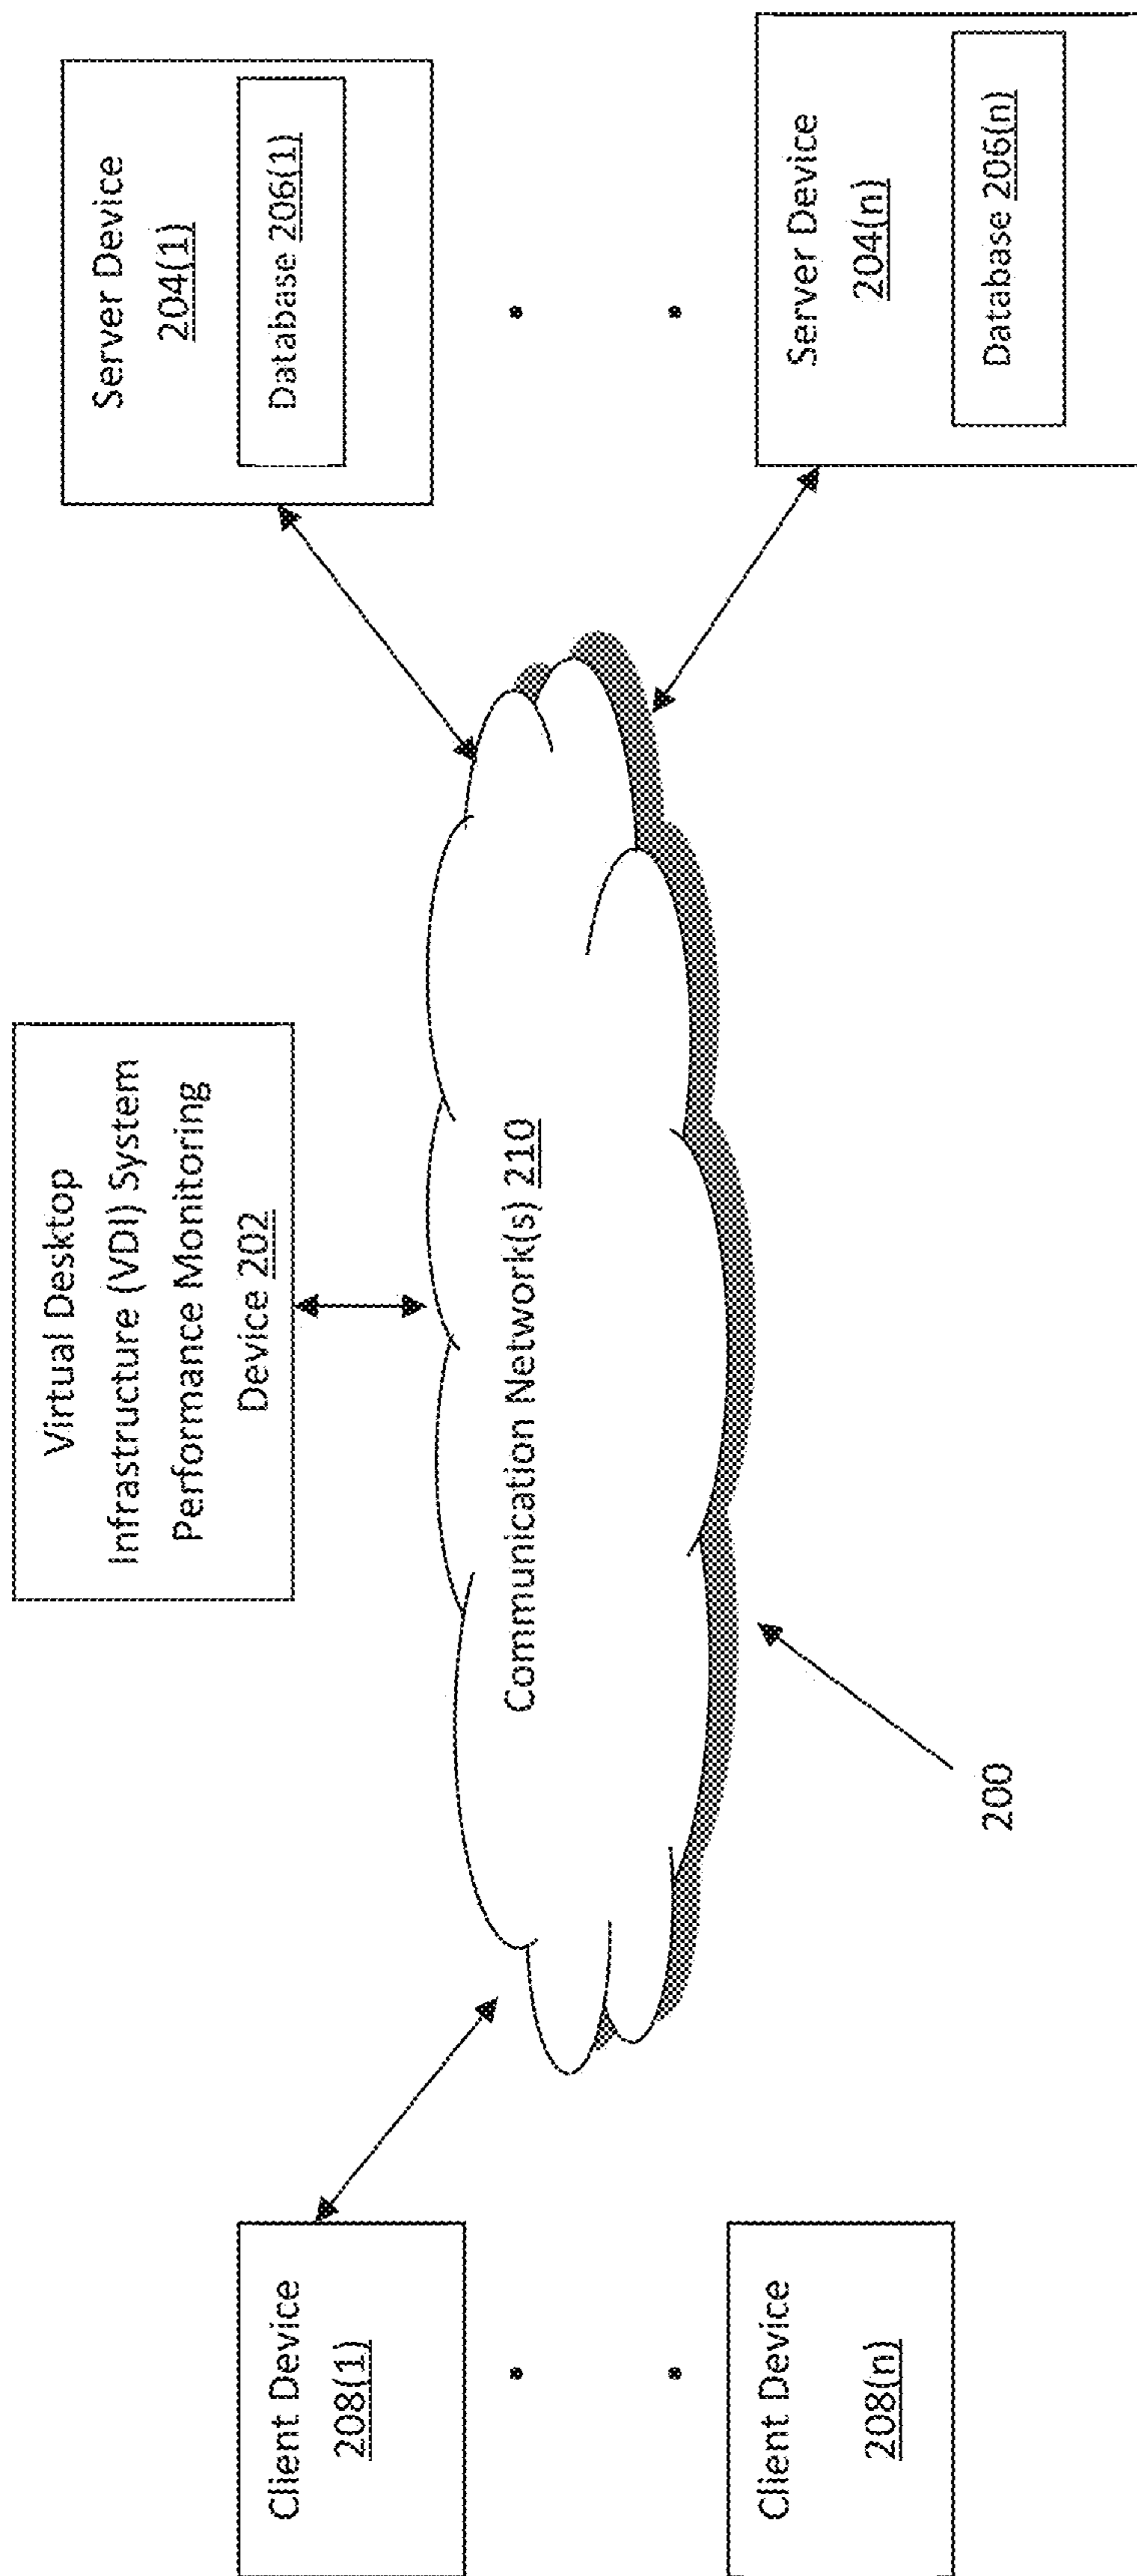 Virtual Desktop
Infrastructure (VDI) System
Performance Monitoring
Device 202
Client Device
208(1)
Client Device
208(n)
Communication Network(s) 210
Server Device
204(1)
Database 206(1)
Server Device
204(n)
Database 206(n)
200